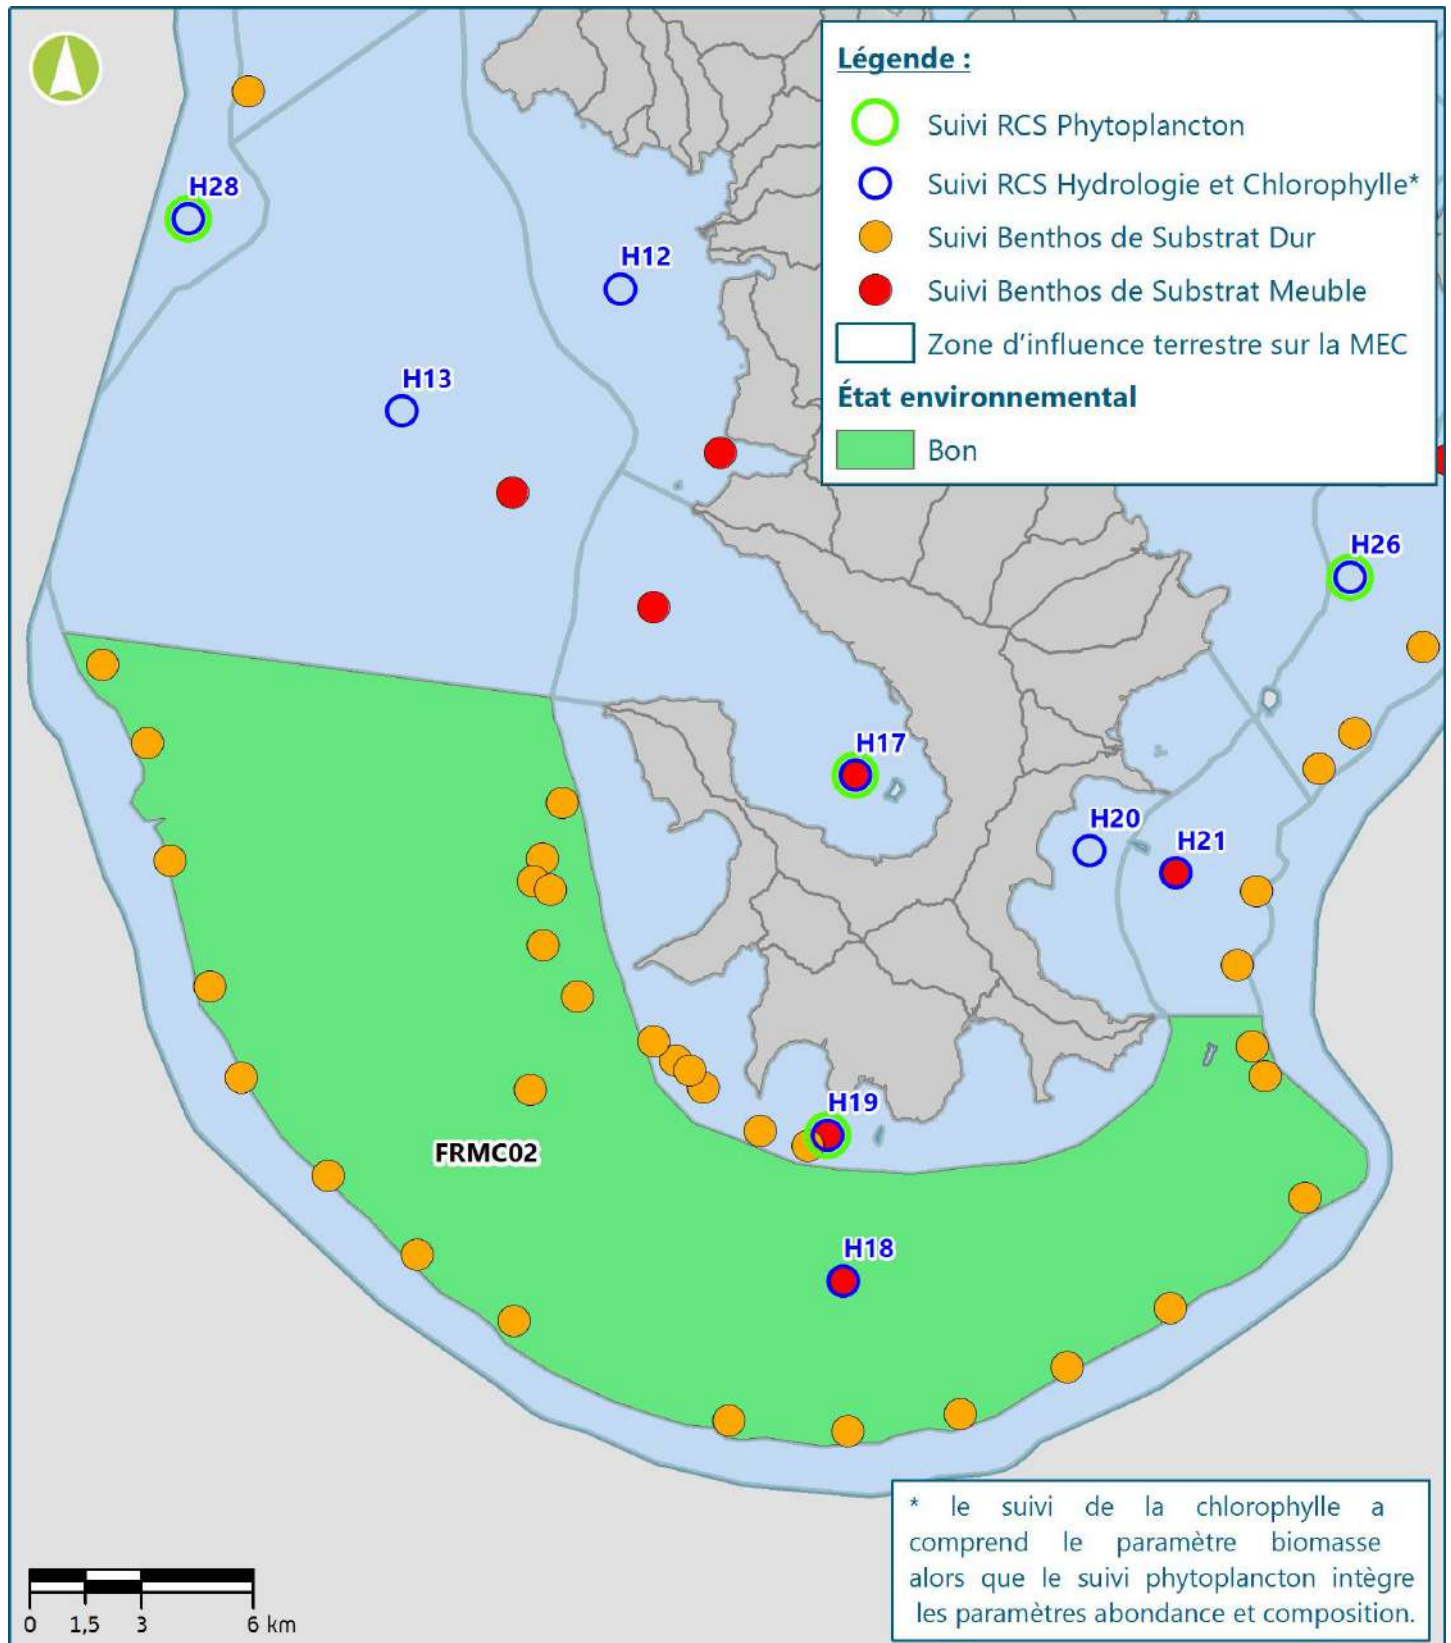 Légende :
Suivi RCS Phytoplancton
Suivi RCS Hydrologie et Chlorophylle*
Suivi Benthos de Substrat Dur
Suivi Benthos de Substrat Meuble
Zone d'influence terrestre sur la MEC
État environnemental
Bon
H28
H12
H13
H26
H17
H20
H21
H19
FRMC02
H18
* le suivi de la chlorophylle a
comprend le paramètre biomasse
alors que le suivi phytoplancton intègre
les paramètres abondance et composition.
0 1,5 3 6 km